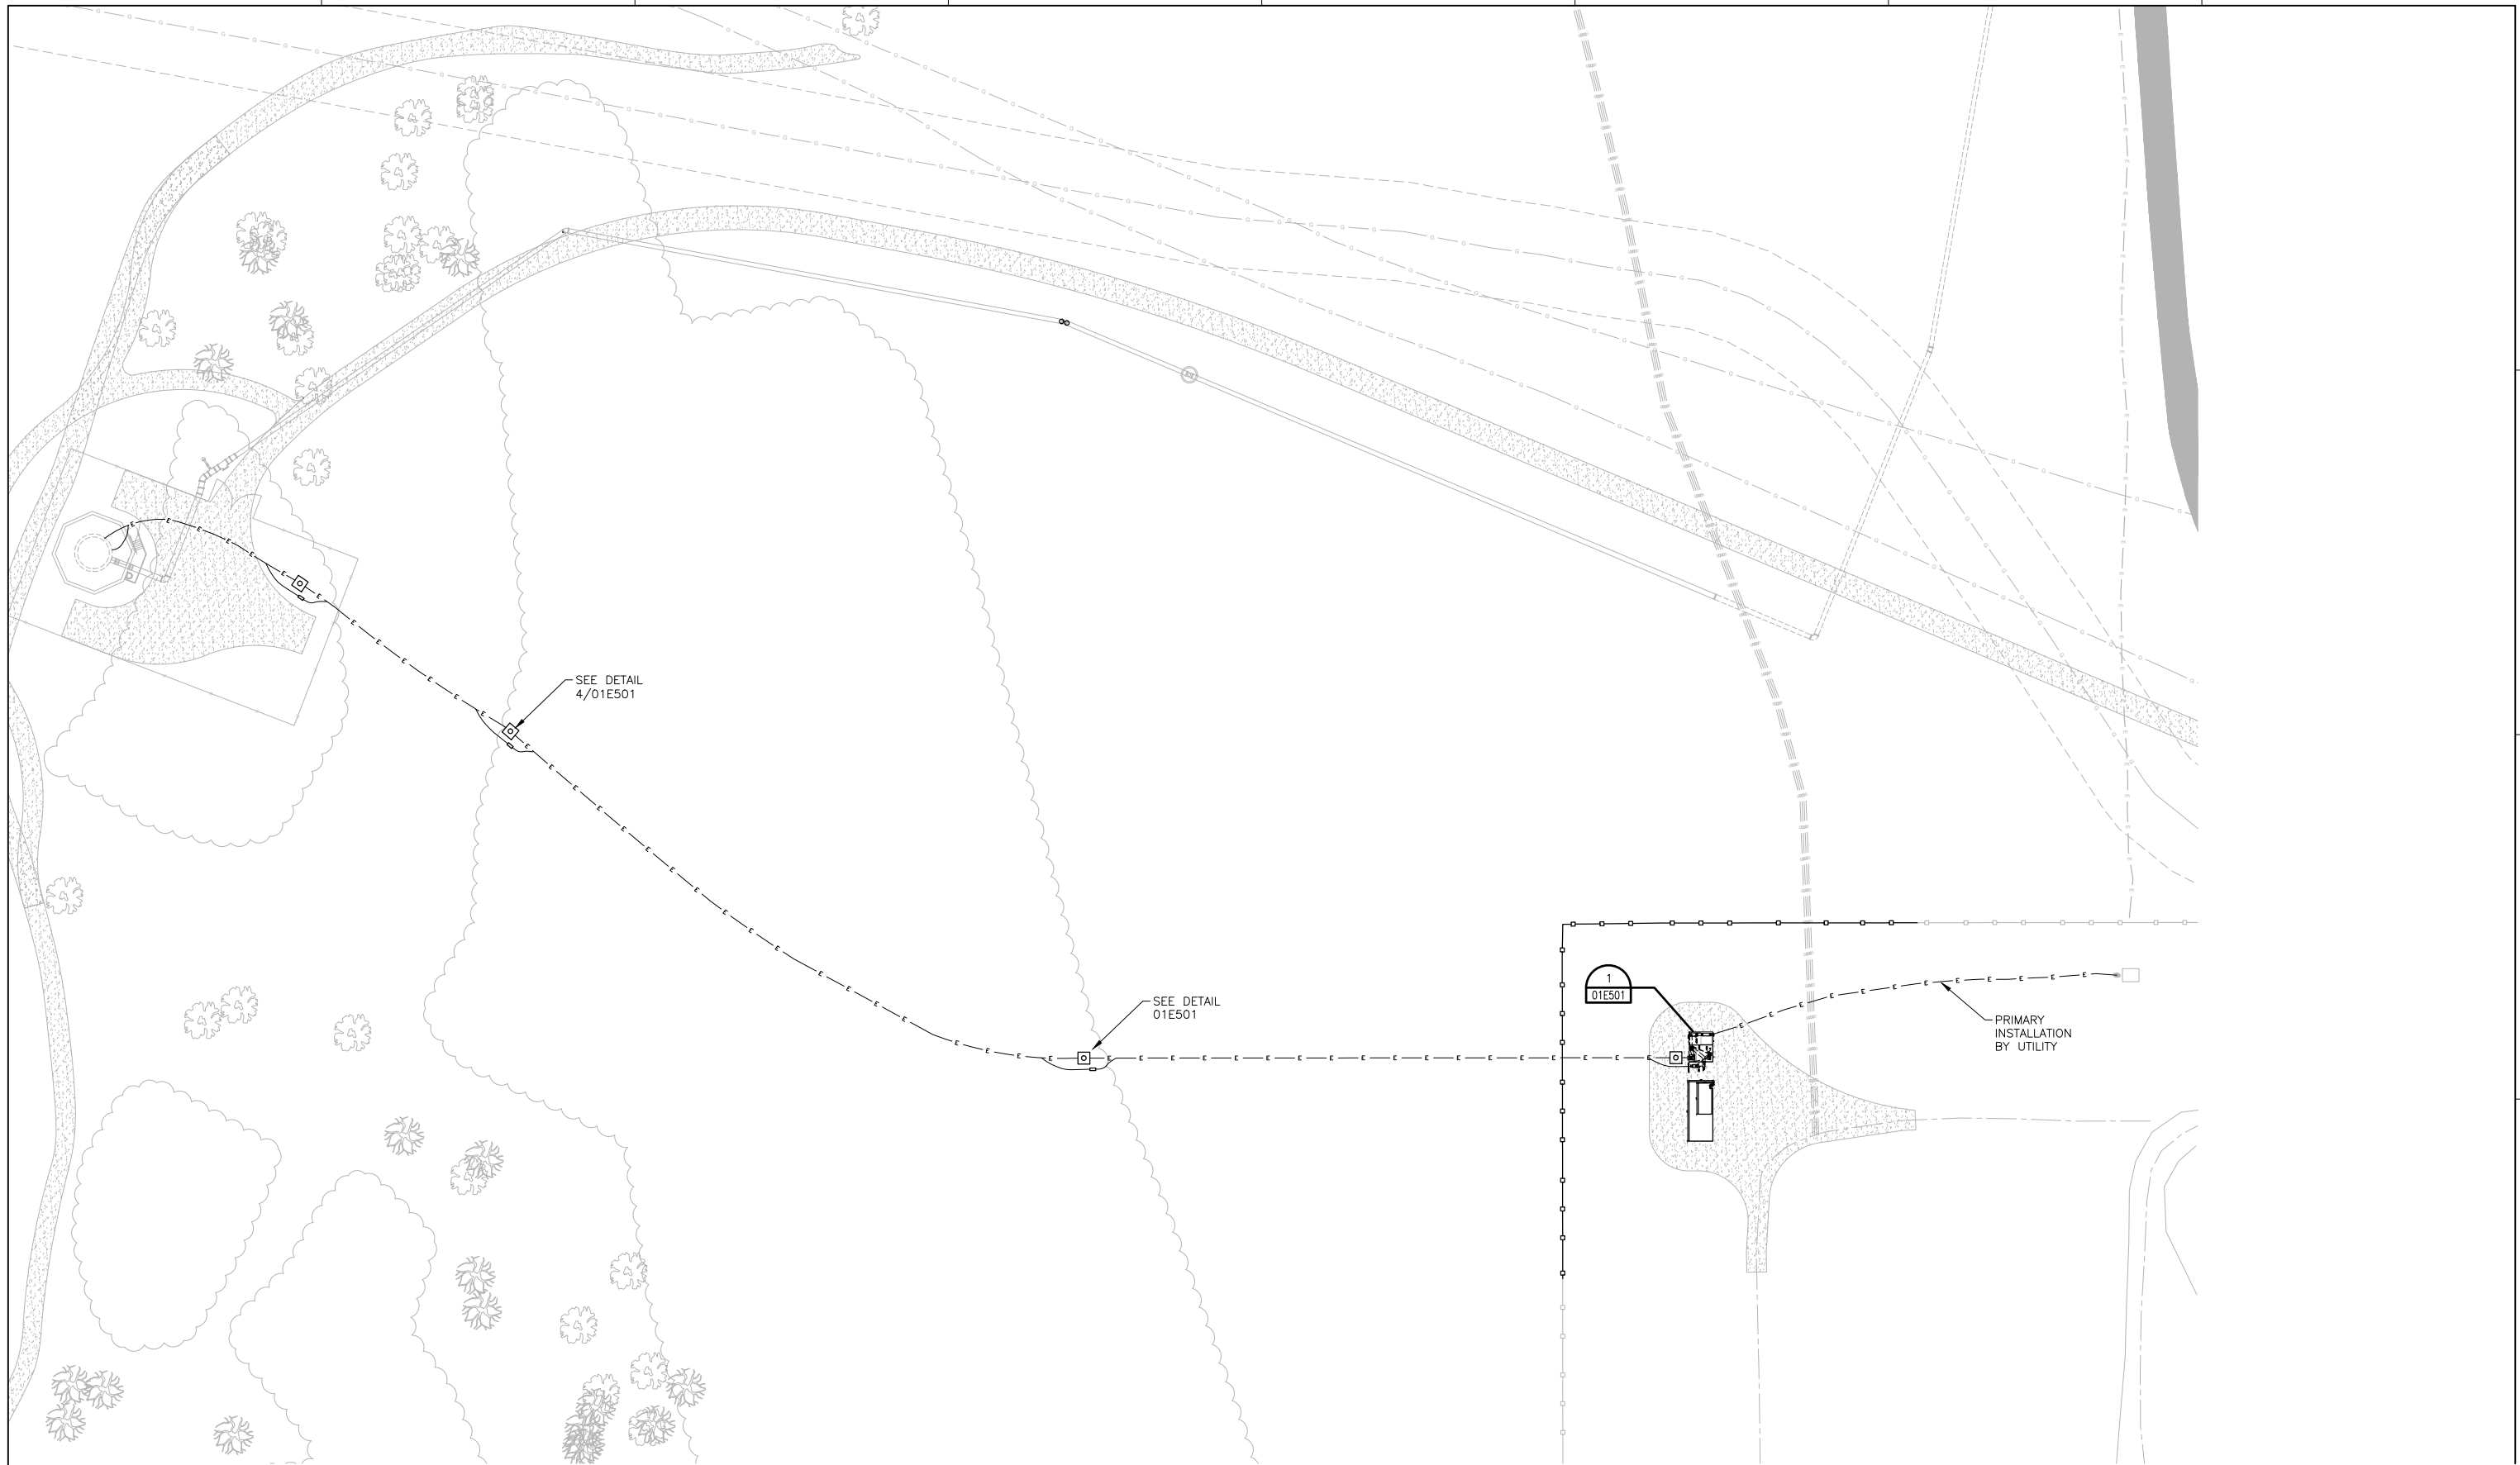 SEE DETAIL
4/01E501
SEE DETAIL
01E501
1
01E501
PRIMARY
INSTALLATION
BY UTILITY